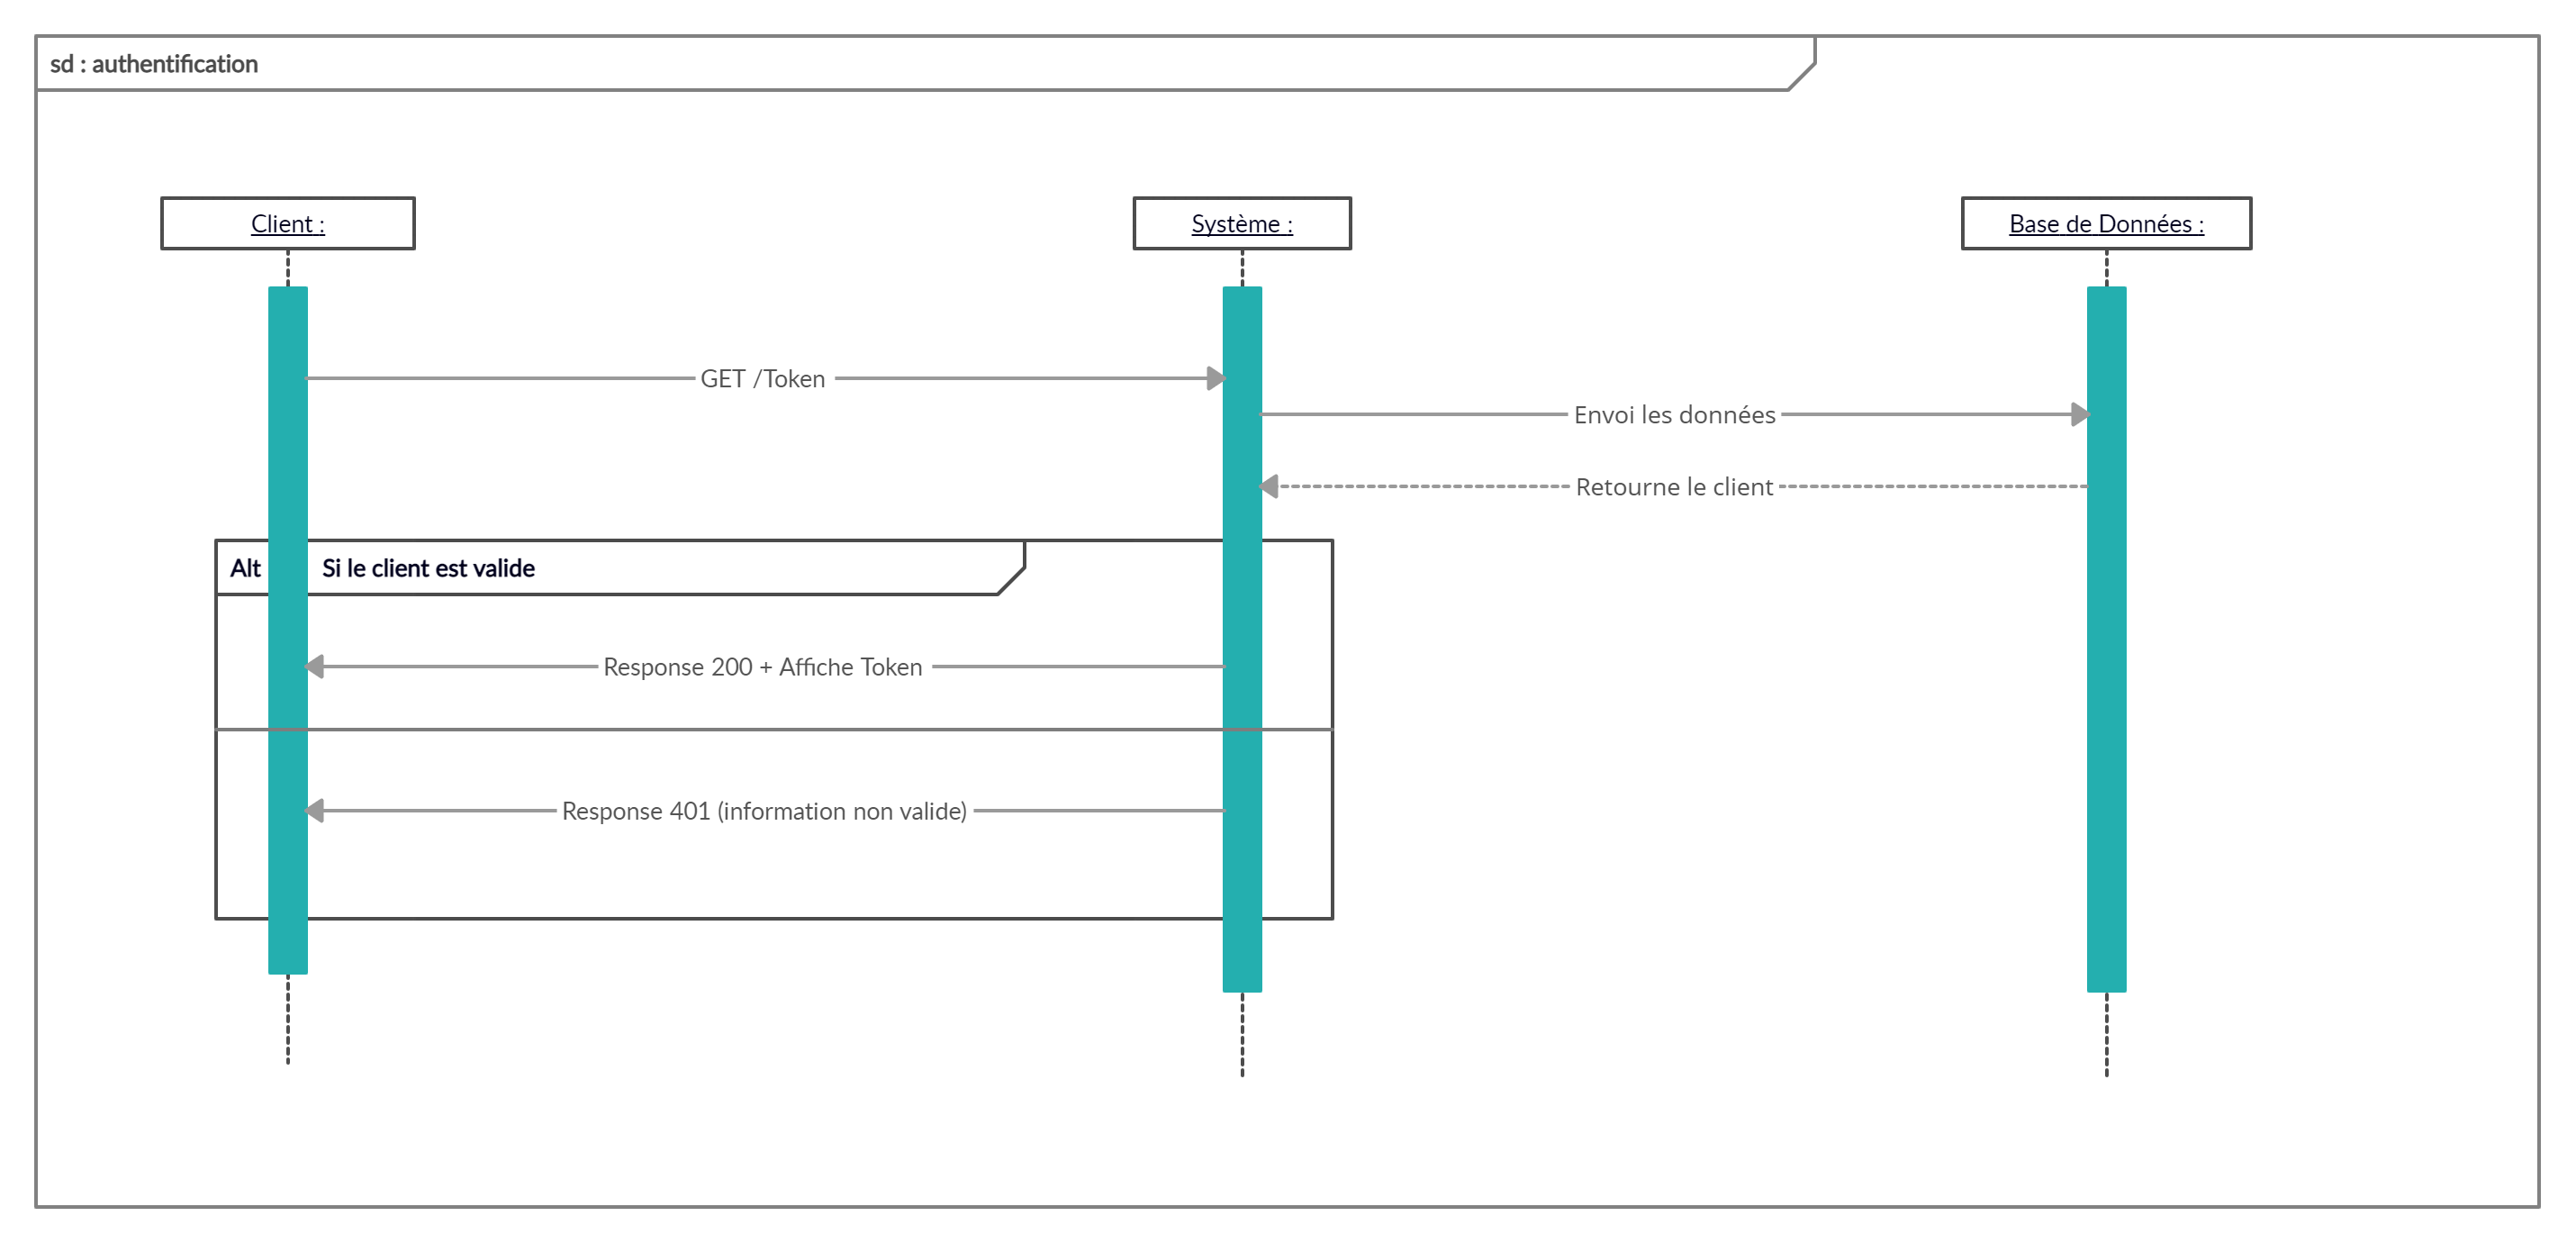 sd : authentification
Client :
Système :
Base de Données :
GET /Token
Envoi les données
Retourne le client
Alt Si le client est valide
Response 200 + Affiche Token
Response 401 (information non valide)